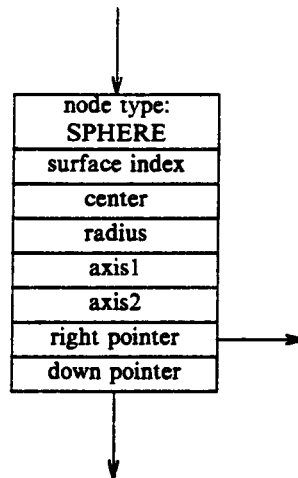 node type:
SPHERE
surface index
center
radius
axis1
axis2
right pointer
down pointer